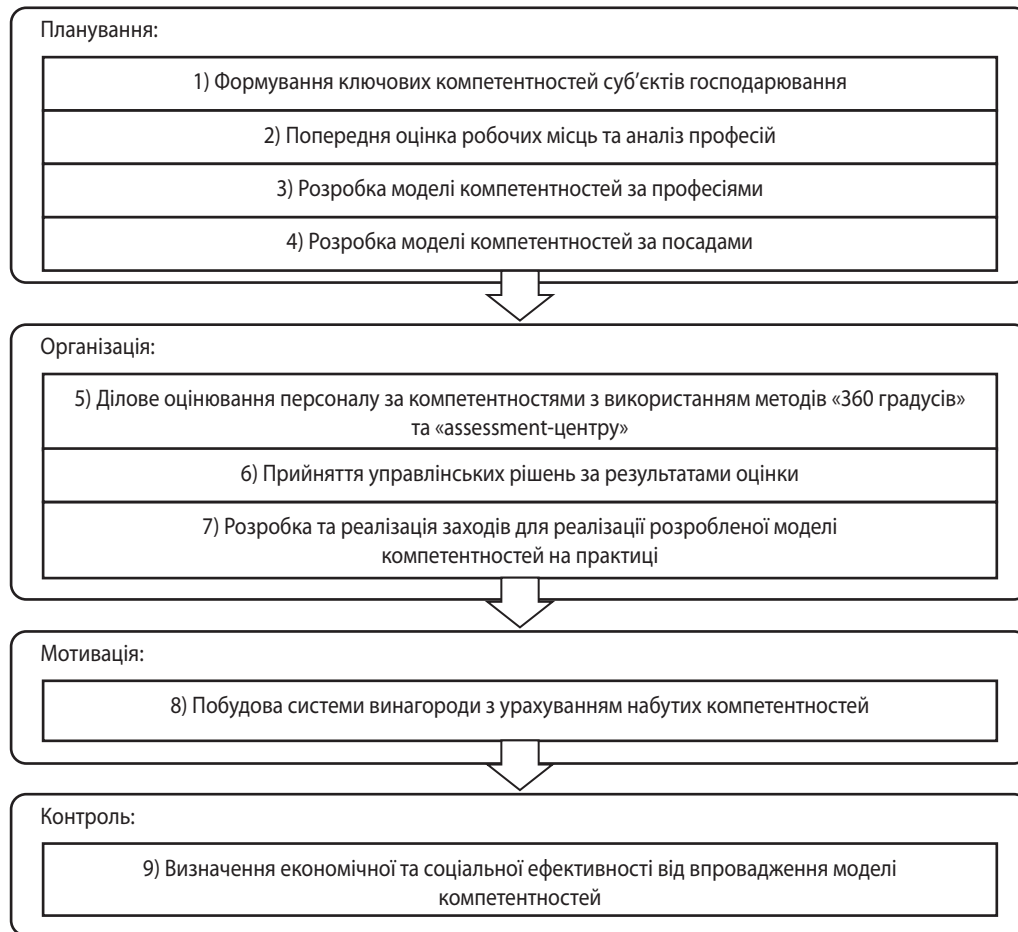 Планування:
1) Формування ключових компетентностей суб’єктів господарювання
2) Попередня оцінка робочих місць та аналіз професій
3) Розробка моделі компетентностей за професіями
4) Розробка моделі компетентностей за посадами
Організація:
5) Ділове оцінювання персоналу за компетентностями з використанням методів «360 градусів»
та «assessment-центру»
6) Прийняття управлінських рішень за результатами оцінки
7) Розробка та реалізація заходів для реалізації розробленої моделі
компетентностей на практиці
Мотивація:
8) Побудова системи винагороди з урахуванням набутих компетентностей
Контроль:
9) Визначення економічної та соціальної ефективності від впровадження моделі
компетентностей